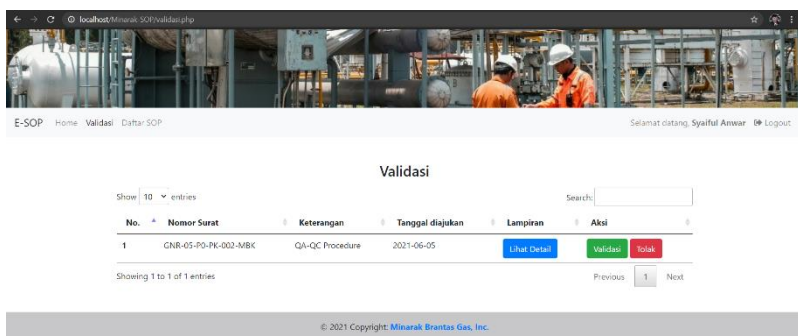 localhost/Minarak-SOP/validasi.php
E-SOP Home Validasi Daftar SOP Selamat datang, Syaiful Anwar Logout
Validasi
Show 10 entries Search:
No. Nomor Surat Keterangan Tanggal diajukan Lampiran Aksi
1 GNR-05-P0-PK-002-MBK QA-QC Procedure 2021-06-05 Lihat Detail Validasi Tolak
Showing 1 to 1 of 1 entries Previous 1 Next
© 2021 Copyright: Minarak Brantas Gas, Inc.